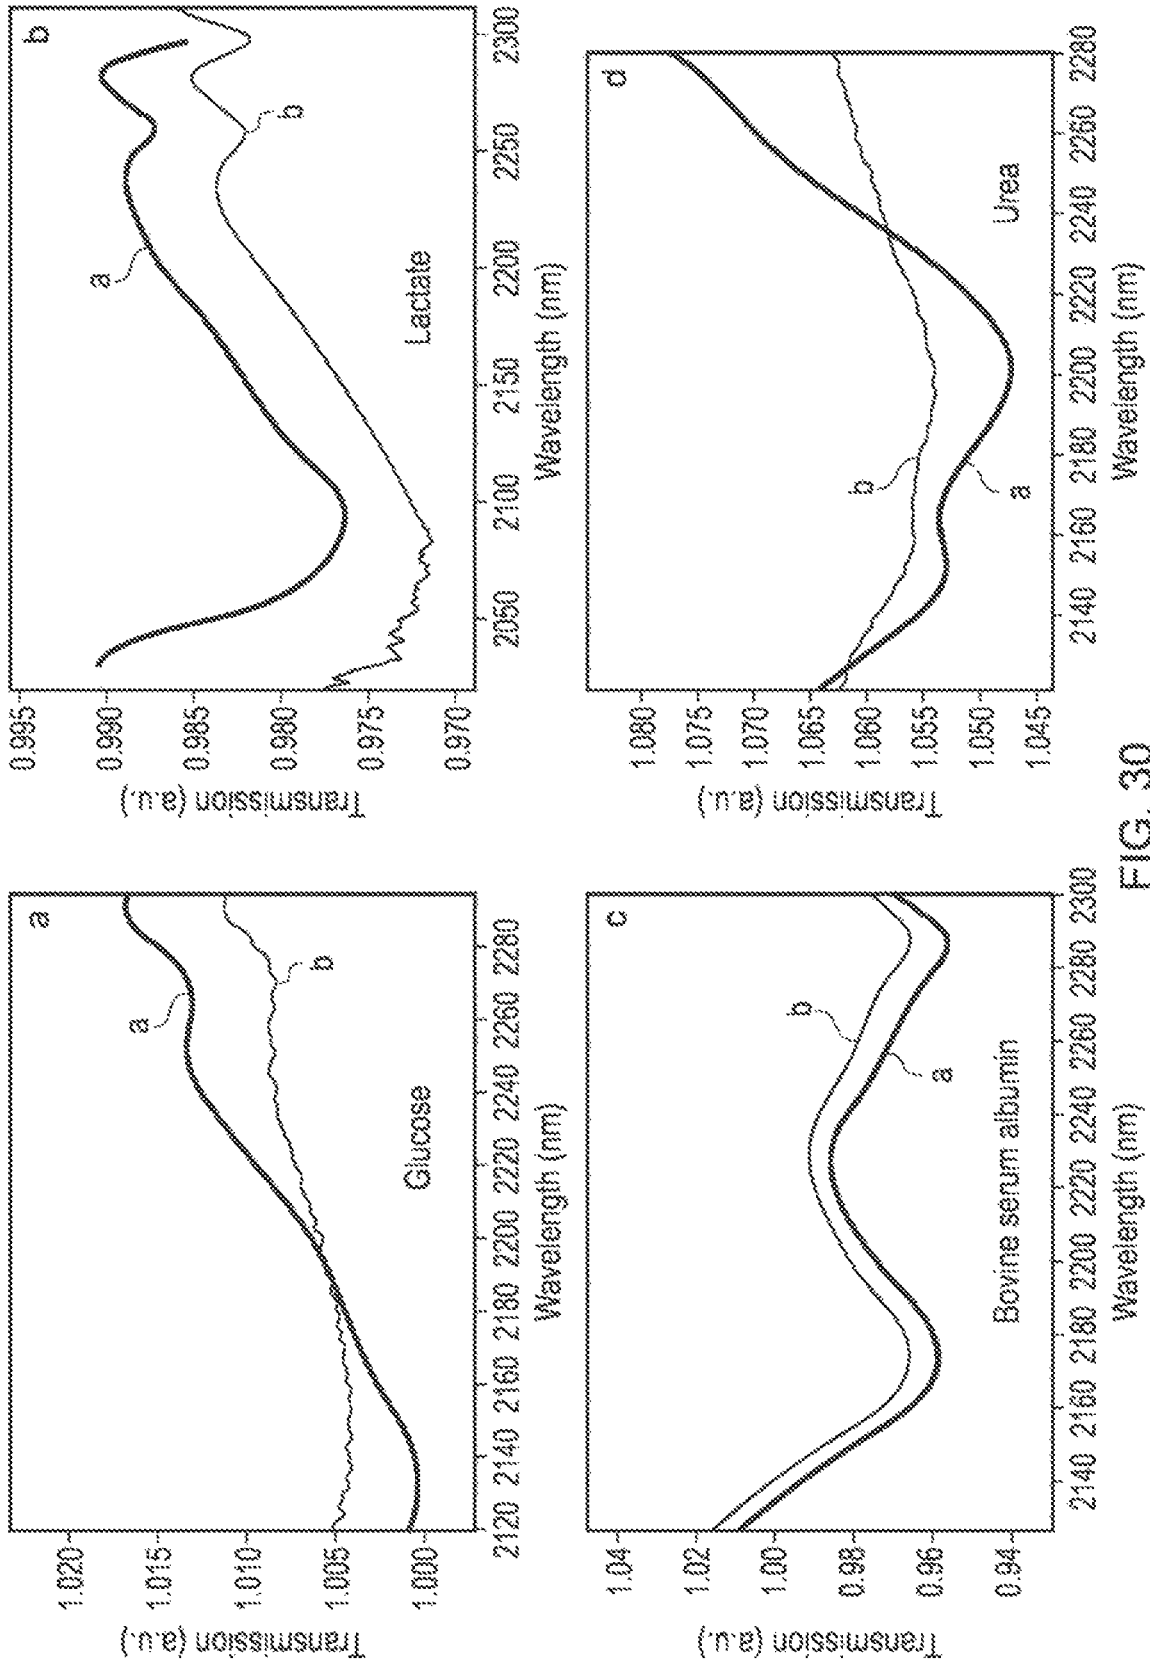 Transmission (a.u.)
1.020
1.015
1.010
1.005
1.000
a
a
b
Glucose
2120 2140 2160 2180 2200 2220 2240 2260 2280
Wavelength (nm)
Transmission (a.u.)
0.995
0.990
0.985
0.980
0.975
0.970
b
a
b
Lactate
2050 2100 2150 2200 2250 2300
Wavelength (nm)
Transmission (a.u.)
1.04
1.02
1.00
0.98
0.96
0.94
c
b
a
Bovine serum albumin
2140 2160 2180 2200 2220 2240 2260 2280 2300
Wavelength (nm)
Transmission (a.u.)
1.080
1.075
1.070
1.065
1.060
1.055
1.050
1.045
d
b
a
Urea
2140 2160 2180 2200 2220 2240 2260 2280
Wavelength (nm)
FIG. 30